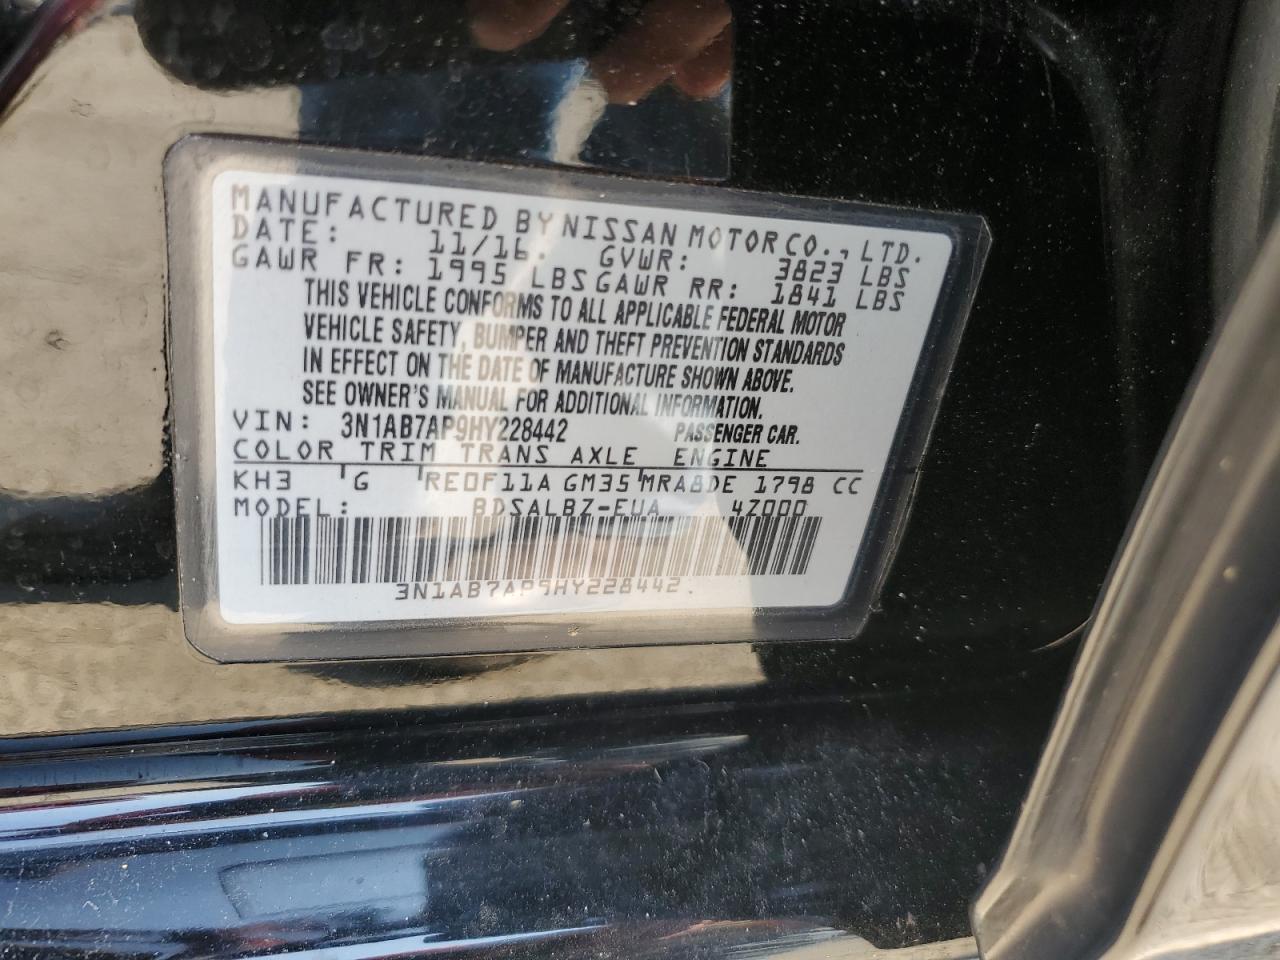 MANUFACTURED BY NISSAN MOTOR CO., LTD.
DATE: 11/16. GVWR: 3823 LBS
GAWR FR: 1995 LBS GAWR RR: 1841 LBS
THIS VEHICLE CONFORMS TO ALL APPLICABLE FEDERAL MOTOR
VEHICLE SAFETY, BUMPER AND THEFT PREVENTION STANDARDS
IN EFFECT ON THE DATE OF MANUFACTURE SHOWN ABOVE.
SEE OWNER'S MANUAL FOR ADDITIONAL INFORMATION.
VIN: 3N1AB7AP9HY228442 PASSENGER CAR.
COLOR TRIM TRANS AXLE ENGINE
KH3 G RE0F11A GM35 MRA8DE 1798 CC
MODEL: BDSALBZ-EUA 4Z000
3N1AB7AP9HY228442.